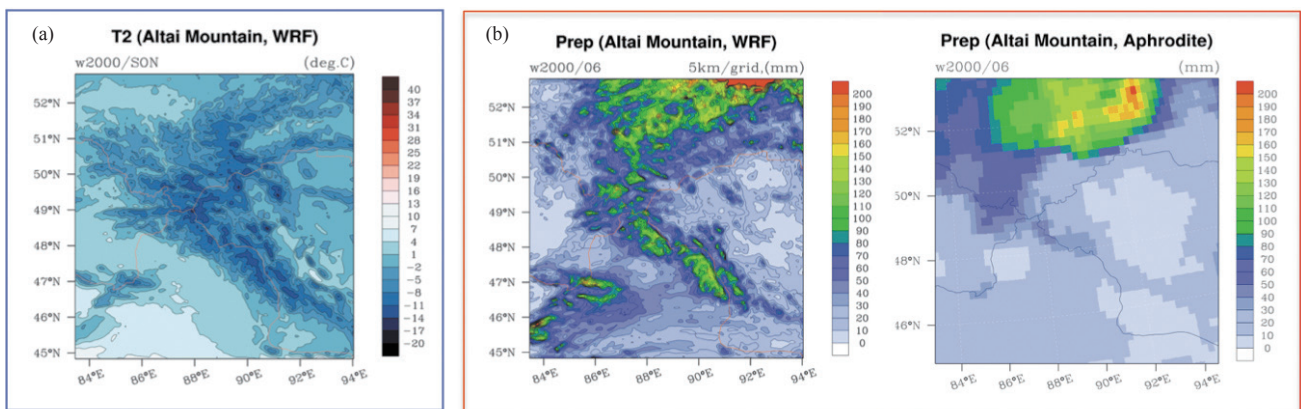 (a)
T2 (Altai Mountain, WRF)
w2000/SON (deg.C)
52°N
51°N
50°N
49°N
48°N
47°N
46°N
45°N
84°E 86°E 88°E 90°E 92°E 94°E
40
37
34
31
28
25
22
19
16
13
10
7
4
1
-2
-5
-8
-11
-14
-17
-20
(b)
Prep (Altai Mountain, WRF)
w2000/06 5km/grid.(mm)
52°N
51°N
50°N
49°N
48°N
47°N
46°N
45°N
84°E 86°E 88°E 90°E 92°E 94°E
200
190
180
170
160
150
140
130
120
110
100
90
80
70
60
50
40
30
20
10
0
Prep (Altai Mountain, Aphrodite)
w2000/06 (mm)
52°N
50°N
48°N
46°N
84°E 86°E 88°E 90°E 92°E 94°E
200
190
180
170
160
150
140
130
120
110
100
90
80
70
60
50
40
30
20
10
0